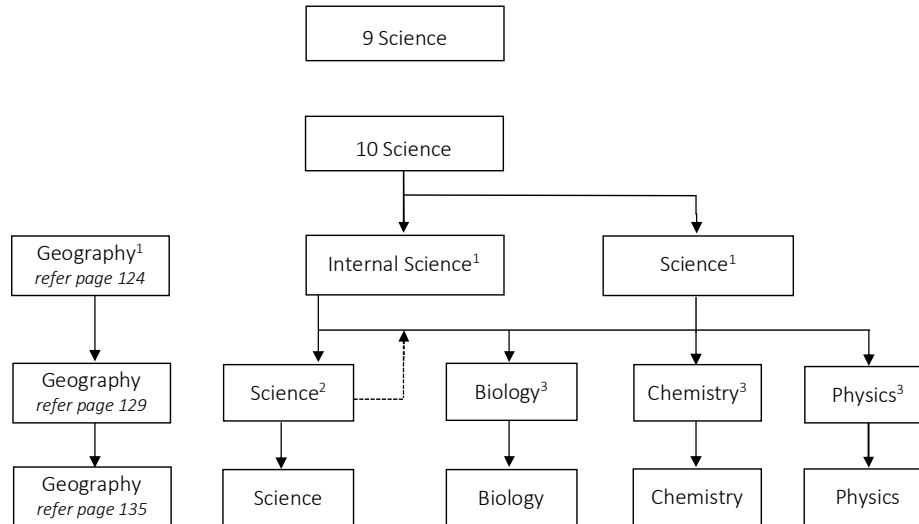 9 Science
10 Science
Geography¹
refer page 124
Internal Science¹
Science¹
Geography
refer page 129
Science²
Biology³
Chemistry³
Physics³
Geography
refer page 135
Science
Biology
Chemistry
Physics